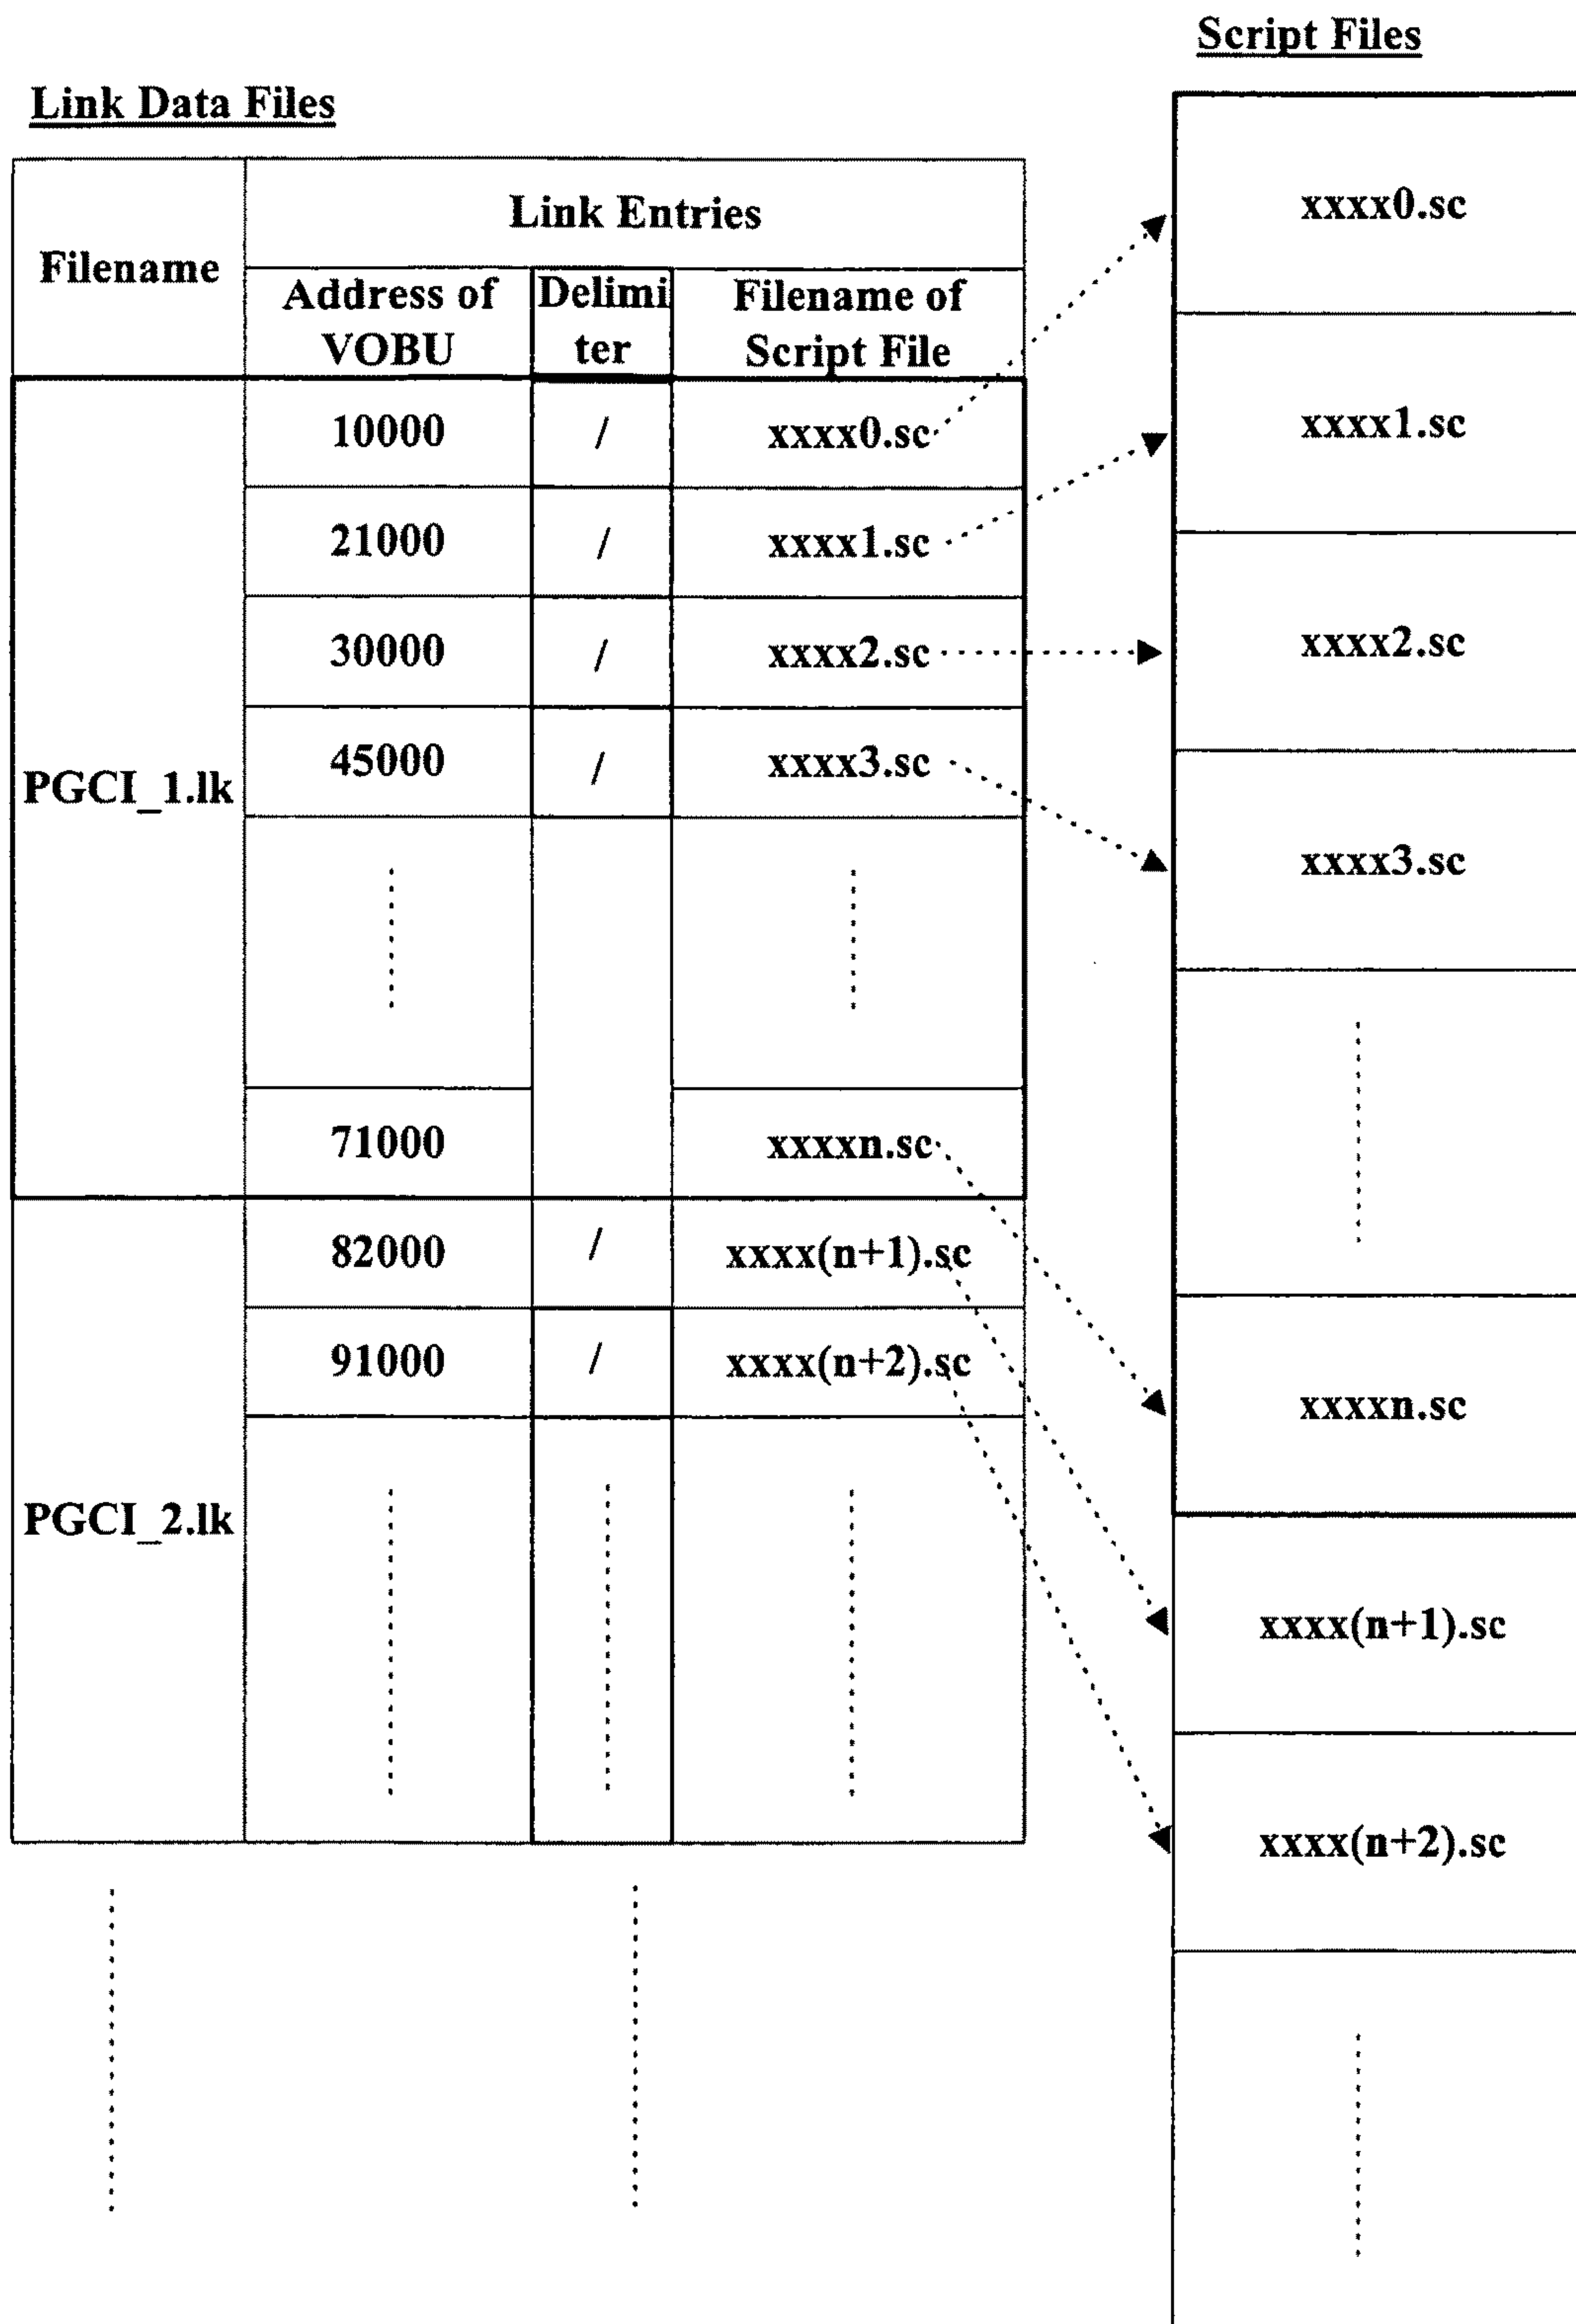 Script Files
Link Data Files
Filename
Link Entries
Address of
VOBU
Delimi
ter
Filename of
Script File
PGCI_1.lk
10000 / xxxx0.sc
21000 / xxxx1.sc
30000 / xxxx2.sc
45000 / xxxx3.sc
71000 xxxxn.sc
PGCI_2.lk
82000 / xxxx(n+1).sc
91000 / xxxx(n+2).sc
xxxx0.sc
xxxx1.sc
xxxx2.sc
xxxx3.sc
xxxxn.sc
xxxx(n+1).sc
xxxx(n+2).sc